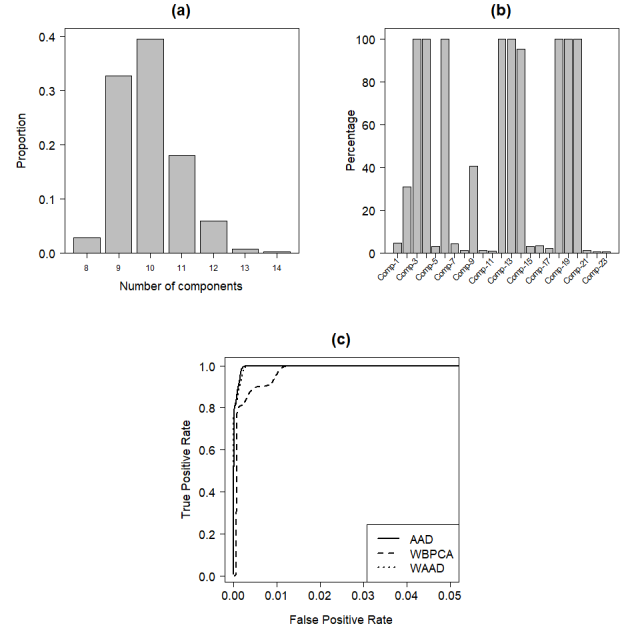 (a)
Proportion
0.4
0.3
0.2
0.1
0.0
8 9 10 11 12 13 14
Number of components
(b)
Percentage
100
80
60
40
20
0
Comp-1 Comp-3 Comp-5 Comp-7 Comp-9 Comp-11 Comp-13 Comp-15 Comp-17 Comp-19 Comp-21 Comp-23
(c)
True Positive Rate
1.0
0.8
0.6
0.4
0.2
0.0
0.00 0.01 0.02 0.03 0.04 0.05
False Positive Rate
AAD
WBPCA
WAAD